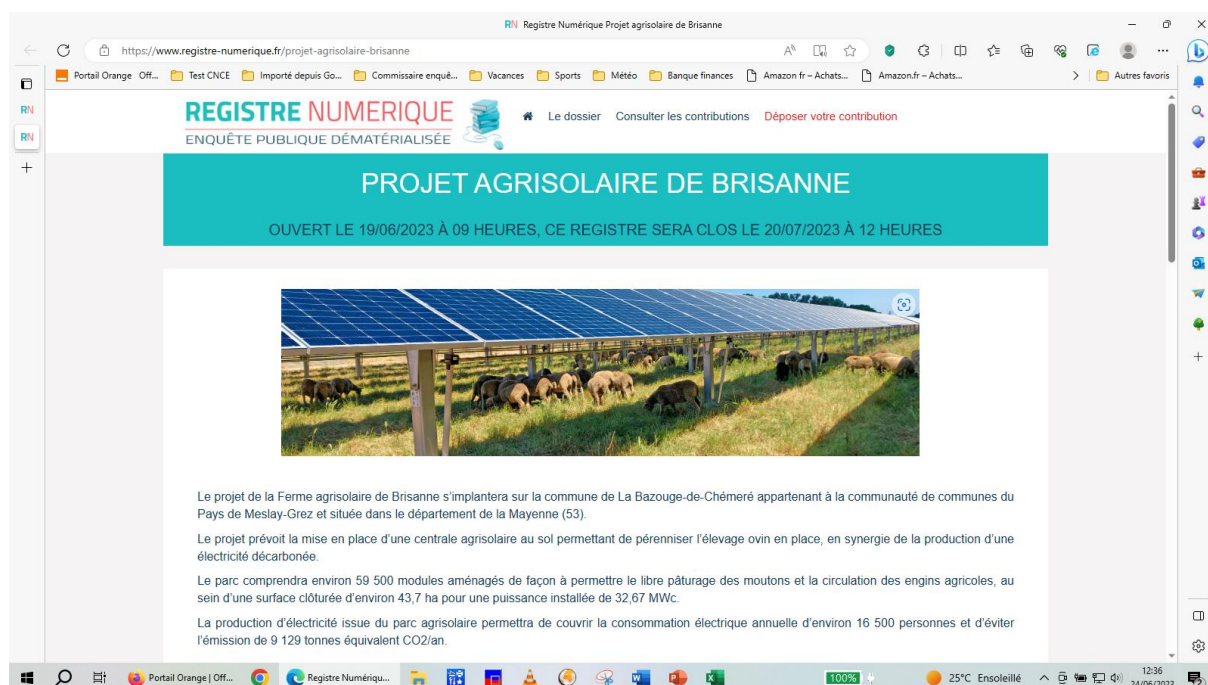 RN Registre Numérique Projet agrisolaire de Brisanne
https://www.registre-numerique.fr/projet-agrisolaire-brisanne
Portail Orange Off... Test CNCE Importé depuis Go... Commissaire enquê... Vacances Sports Météo Banque finances Amazon fr – Achats... Amazon.fr – Achats... Autres favoris
RN
RN
REGISTRE NUMERIQUE
ENQUÊTE PUBLIQUE DÉMATÉRIALISÉE
Le dossier Consulter les contributions Déposer votre contribution
PROJET AGRISOLAIRE DE BRISANNE
OUVERT LE 19/06/2023 À 09 HEURES, CE REGISTRE SERA CLOS LE 20/07/2023 À 12 HEURES
Le projet de la Ferme agrisolaire de Brisanne s’implantera sur la commune de La Bazouge-de-Chémeré appartenant à la communauté de communes du
Pays de Meslay-Grez et située dans le département de la Mayenne (53).
Le projet prévoit la mise en place d’une centrale agrisolaire au sol permettant de pérenniser l’élevage ovin en place, en synergie de la production d’une
électricité décarbonée.
Le parc comprendra environ 59 500 modules aménagés de façon à permettre le libre pâturage des moutons et la circulation des engins agricoles, au
sein d’une surface clôturée d’environ 43,7 ha pour une puissance installée de 32,67 MWc.
La production d’électricité issue du parc agrisolaire permettra de couvrir la consommation électrique annuelle d’environ 16 500 personnes et d’éviter
l’émission de 9 129 tonnes équivalent CO2/an.
Portail Orange | Off... Registre Numériqu... 100% 25°C Ensoleillé 12:36
24/06/2023